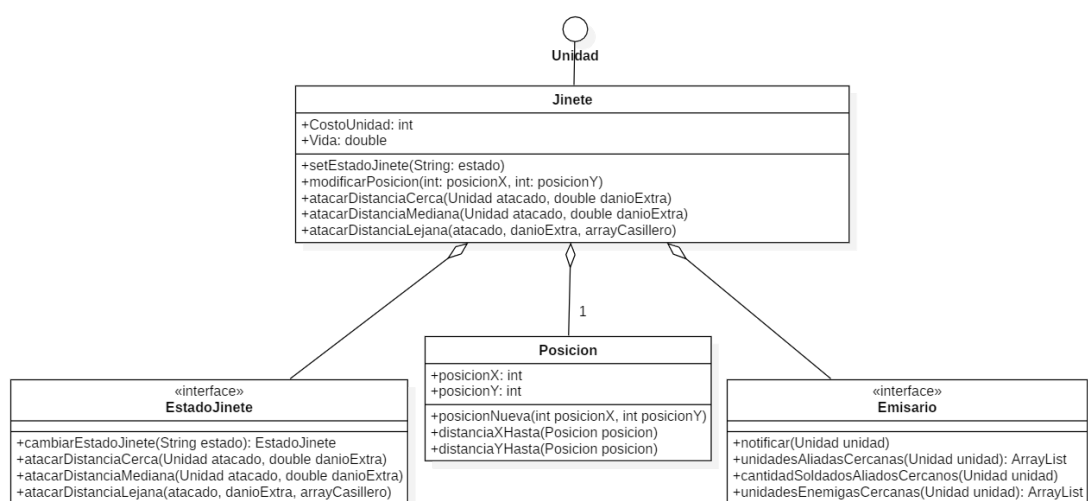 Unidad
Jinete
+CostoUnidad: int
+Vida: double
+setEstadoJinete(String: estado)
+modificarPosicion(int: posicionX, int: posicionY)
+atacarDistanciaCerca(Unidad atacado, double danioExtra)
+atacarDistanciaMediana(Unidad atacado, double danioExtra)
+atacarDistanciaLejana(atacado, danioExtra, arrayCasillero)
1
«interface»
EstadoJinete
+cambiarEstadoJinete(String estado): EstadoJinete
+atacarDistanciaCerca(Unidad atacado, double danioExtra)
+atacarDistanciaMediana(Unidad atacado, double danioExtra)
+atacarDistanciaLejana(atacado, danioExtra, arrayCasillero)
Posicion
+posicionX: int
+posicionY: int
+posicionNueva(int posicionX, int posicionY)
+distanciaXHasta(Posicion posicion)
+distanciaYHasta(Posicion posicion)
«interface»
Emisario
+notificar(Unidad unidad)
+unidadesAliadasCercanas(Unidad unidad): ArrayList
+cantidadSoldadosAliadosCercanos(Unidad unidad)
+unidadesEnemigasCercanas(Unidad unidad): ArrayList